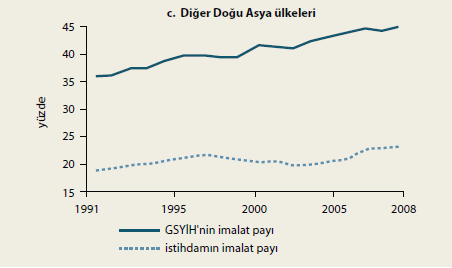 c. Diğer Doğu Asya ülkeleri
yüzde
45
40
35
30
25
20
15
1991 1995 2000 2005 2008
GSYİH'nin imalat payı
istihdamın imalat payı